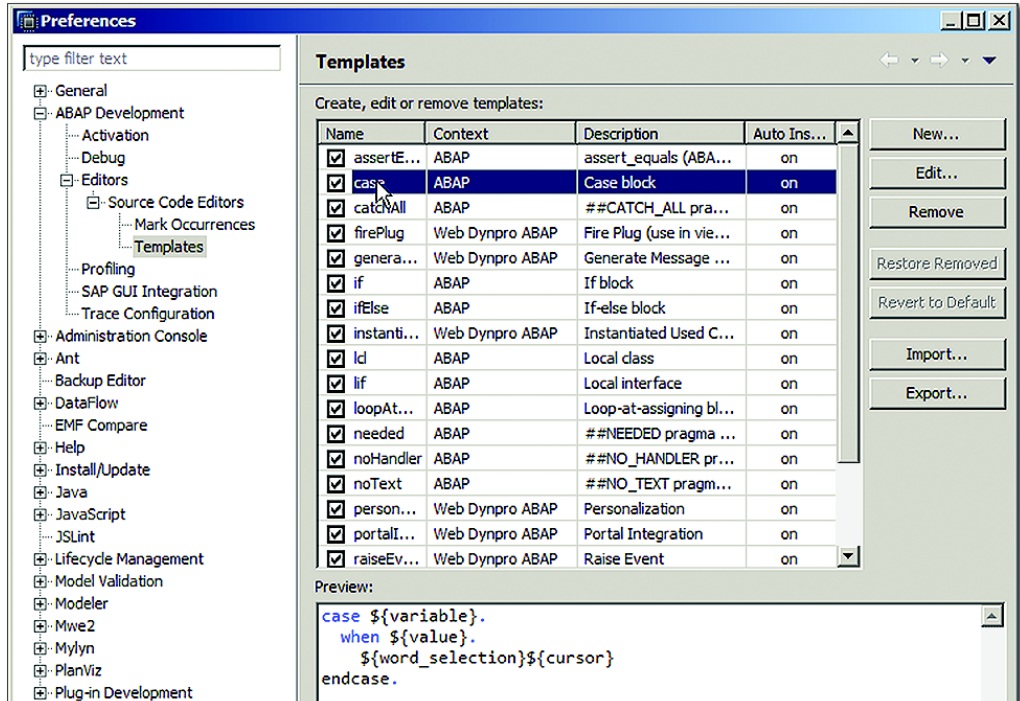 Preferences
type filter text
General
ABAP Development
Activation
Debug
Editors
Source Code Editors
Mark Occurrences
Templates
Profiling
SAP GUI Integration
Trace Configuration
Administration Console
Ant
Backup Editor
DataFlow
EMF Compare
Help
Install/Update
Java
JavaScript
JSLint
Lifecycle Management
Model Validation
Modeler
Mwe2
Mylyn
PlanViz
Plug-in Development
Templates
Create, edit or remove templates:
Name Context Description Auto Ins...
assertE... ABAP assert_equals (ABA... on
case ABAP Case block on
catchAll ABAP ##CATCH_ALL pra... on
firePlug Web Dynpro ABAP Fire Plug (use in vie... on
genera... Web Dynpro ABAP Generate Message ... on
if ABAP If block on
ifElse ABAP If-else block on
instanti... Web Dynpro ABAP Instantiated Used C... on
lcl ABAP Local class on
lif ABAP Local interface on
loopAt... ABAP Loop-at-assigning bl... on
needed ABAP ##NEEDED pragma ... on
noHandler ABAP ##NO_HANDLER pr... on
noText ABAP ##NO_TEXT pragm... on
person... Web Dynpro ABAP Personalization on
portalI... Web Dynpro ABAP Portal Integration on
raiseEv... Web Dynpro ABAP Raise Event on
New...
Edit...
Remove
Restore Removed
Revert to Default
Import...
Export...
Preview:
case ${variable}.
when ${value}.
${word_selection}${cursor}
endcase.